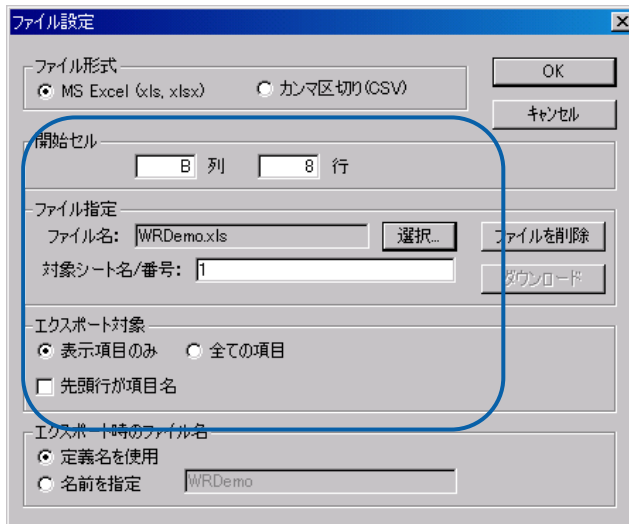 ファイル設定
ファイル形式
MS Excel (xls, xlsx)
カンマ区切り(CSV)
OK
キャンセル
開始セル
B 列 8 行
ファイル指定
ファイル名: WRDemo.xls 選択... ファイルを削除
対象シート名/番号: 1 ダウンロード
エクスポート対象
表示項目のみ 全ての項目
先頭行が項目名
エクスポート時のファイル名
定義名を使用
名前を指定 WRDemo